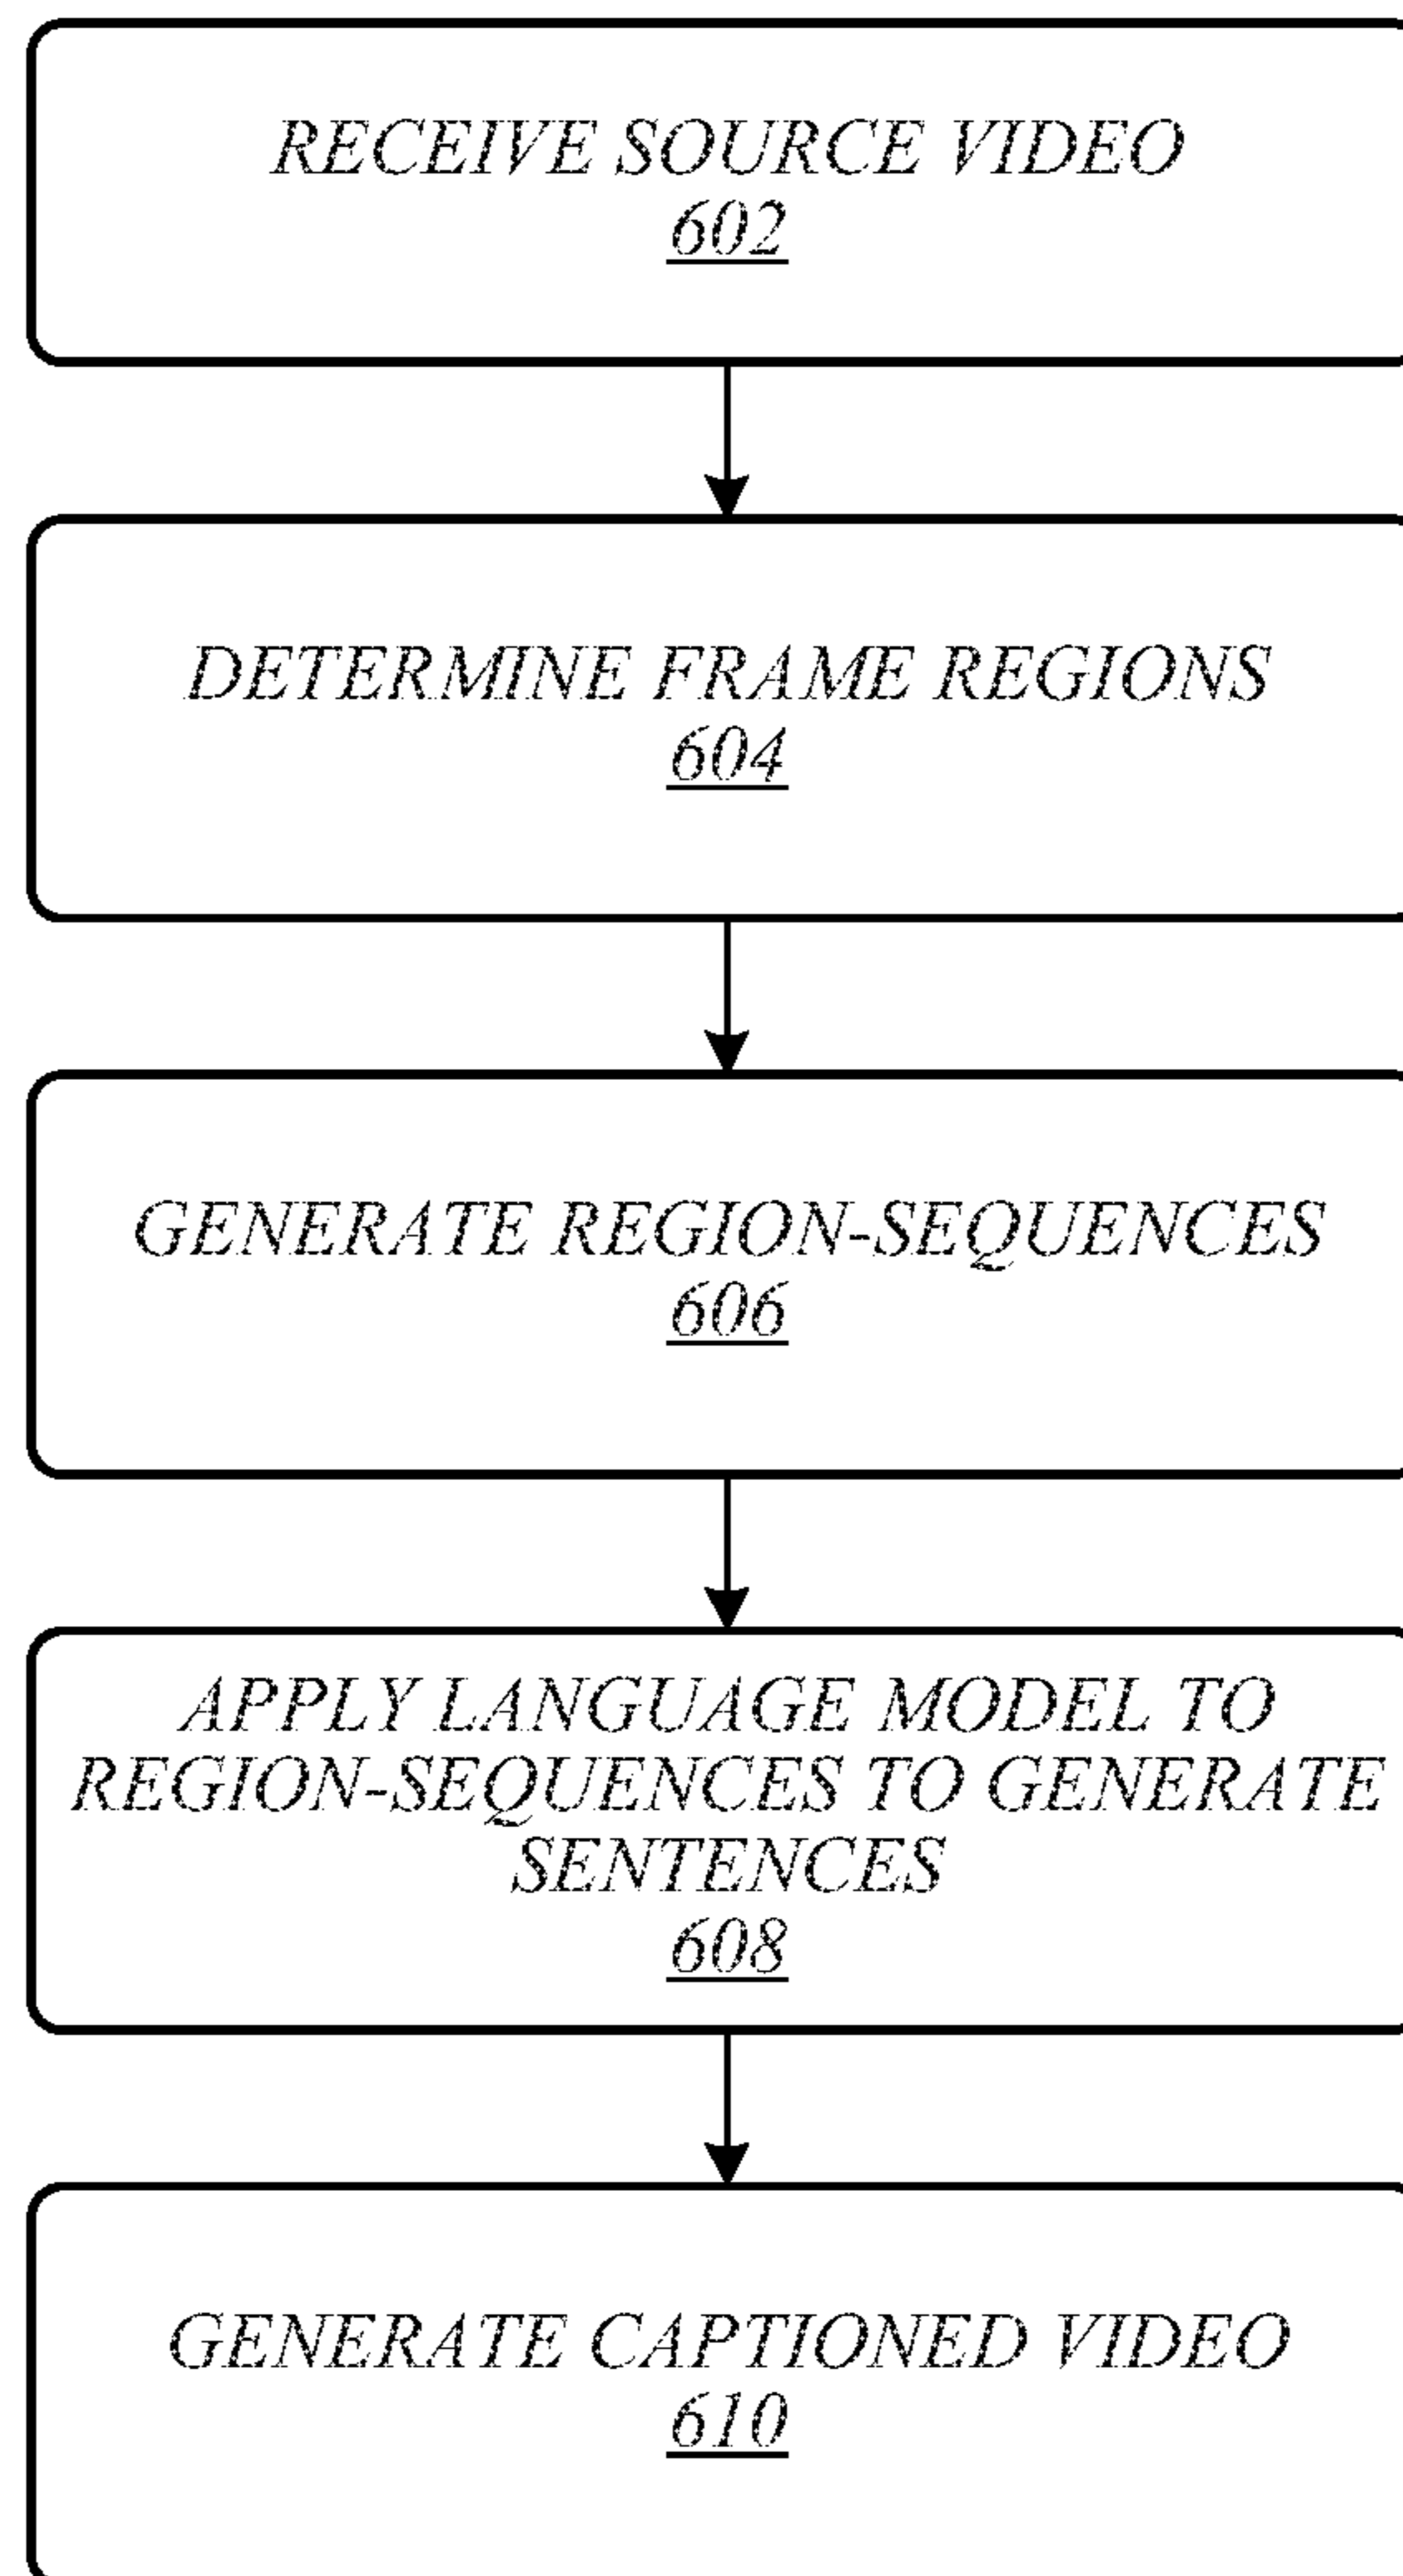 RECEIVE SOURCE VIDEO
602
DETERMINE FRAME REGIONS
604
GENERATE REGION-SEQUENCES
606
APPLY LANGUAGE MODEL TO
REGION-SEQUENCES TO GENERATE
SENTENCES
608
GENERATE CAPTIONED VIDEO
610